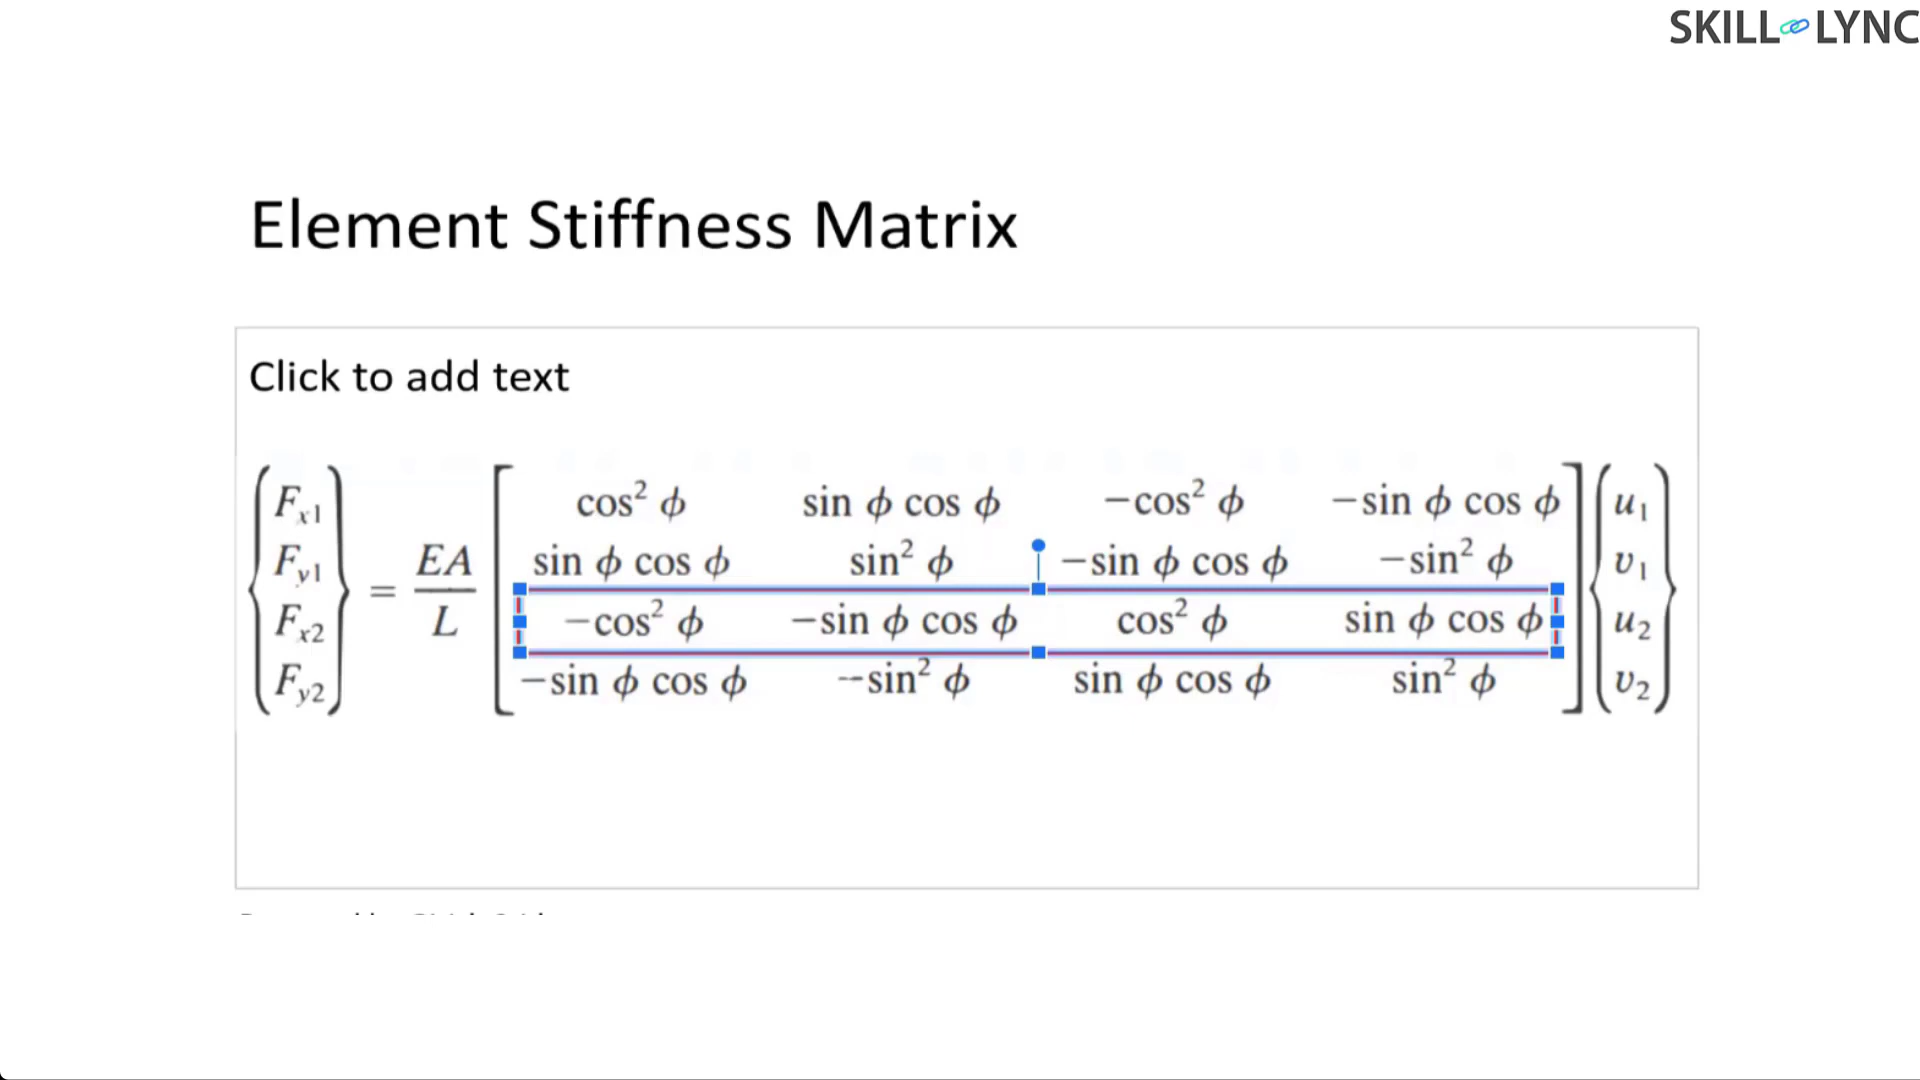 SKILL LYNC
Element Stiffness Matrix
Click to add text
F_x1 cos² ϕ sin ϕ cos ϕ −cos² ϕ −sin ϕ cos ϕ u₁
F_y1 sin ϕ cos ϕ sin² ϕ −sin ϕ cos ϕ −sin² ϕ v₁
= EA/L
F_x2 −cos² ϕ −sin ϕ cos ϕ cos² ϕ sin ϕ cos ϕ u₂
F_y2 −sin ϕ cos ϕ --sin² ϕ sin ϕ cos ϕ sin² ϕ v₂